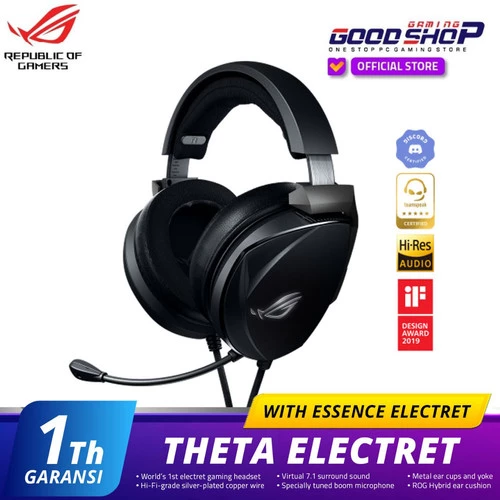 REPUBLIC OF
GAMERS
GAMING
GOODSHOP
ONE STOP PC GAMING STORE
OFFICIAL STORE
DISCORD
CERTIFIED
teamspeak
CERTIFIED
Hi-Res
AUDIO
iF
DESIGN
AWARD
2019
WITH ESSENCE ELECTRET
1Th
GARANSI
THETA ELECTRET
• World's 1st electret gaming headset
• Hi-Fi-grade silver-plated copper wire
• Virtual 7.1 surround sound
• Specially tuned boom microphone
• Metal ear cups and yoke
• ROG Hybrid ear cushion